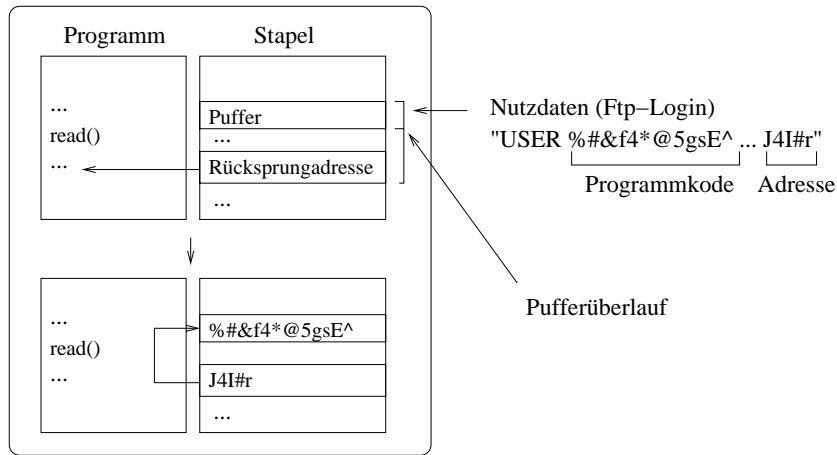 Programm
Stapel
...
read()
...
Puffer
...
Rücksprungadresse
...
Nutzdaten (Ftp–Login)
"USER %#&f4*@5gsE^ ... J4I#r"
Programmkode
Adresse
Pufferüberlauf
...
read()
...
%#&f4*@5gsE^
J4I#r
...